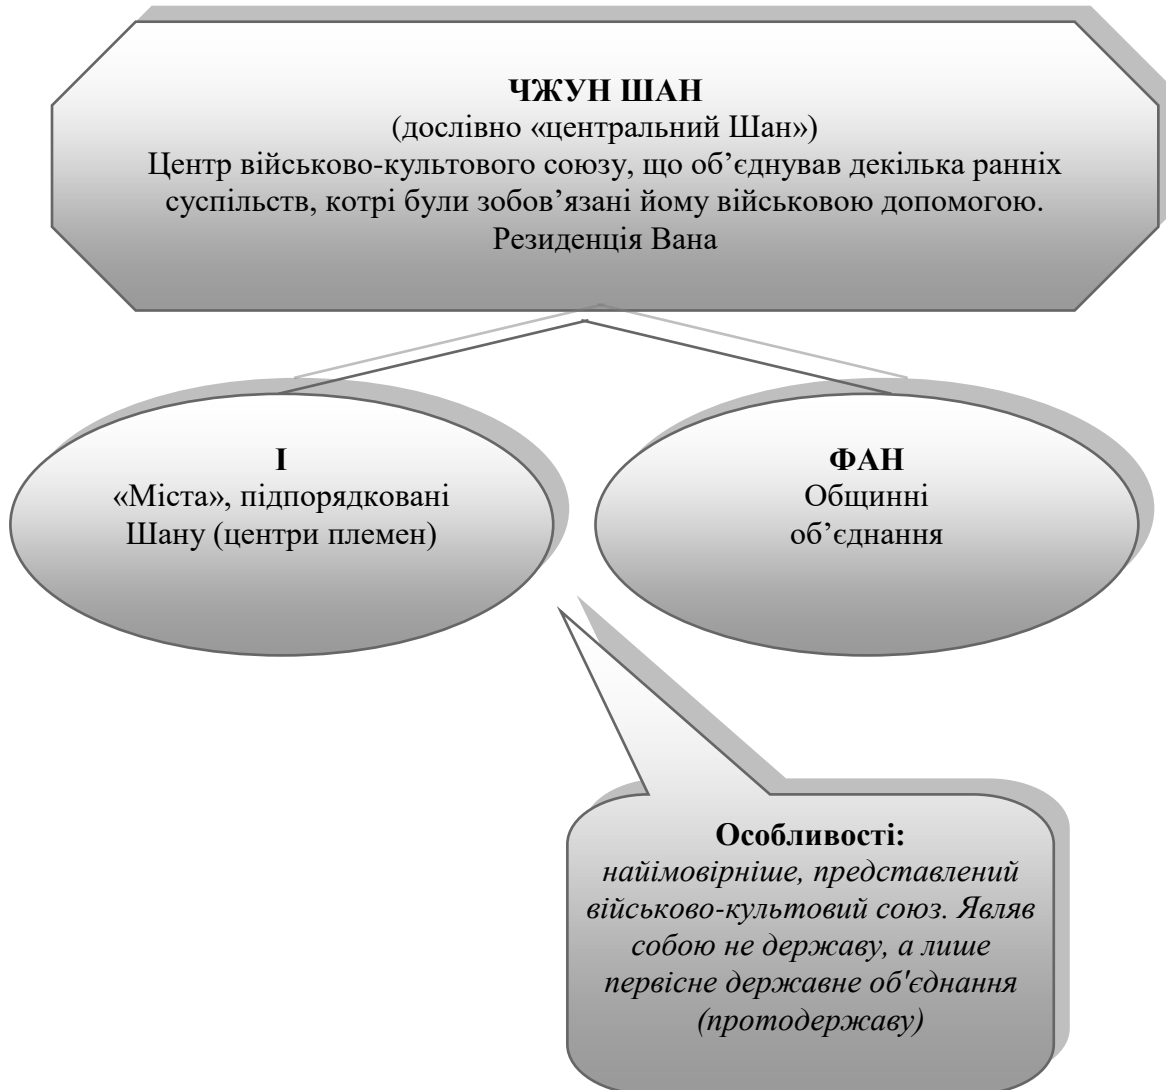 ЧЖУН ШАН
(дослівно «центральний Шан»)
Центр військово-культового союзу, що об’єднував декілька ранніх
суспільств, котрі були зобов’язані йому військовою допомогою.
Резиденція Вана
І
«Міста», підпорядковані
Шану (центри племен)
ФАН
Общинні
об’єднання
Особливості:
найімовірніше, представлений
військово-культовий союз. Являв
собою не державу, а лише
первісне державне об'єднання
(протодержаву)